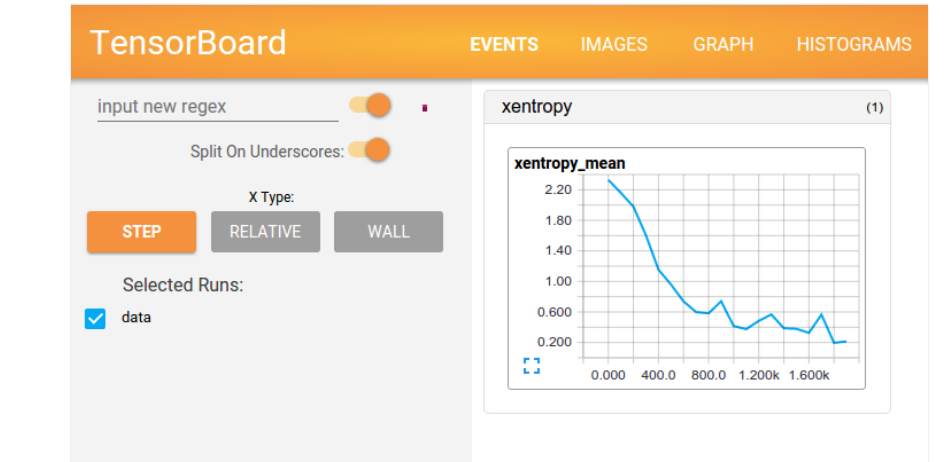 TensorBoard
EVENTS IMAGES GRAPH HISTOGRAMS
input new regex
Split On Underscores:
X Type:
STEP RELATIVE WALL
Selected Runs:
data
xentropy (1)
xentropy_mean
2.20
1.80
1.40
1.00
0.600
0.200
0.000 400.0 800.0 1.200k 1.600k